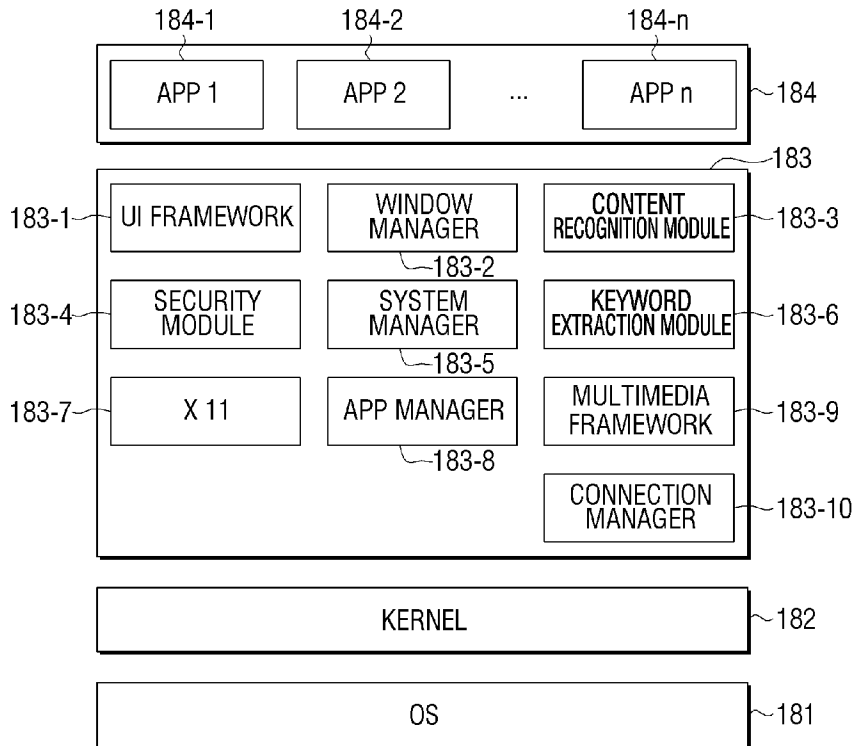 184-1 184-2 184-n
APP 1 APP 2 ... APP n 184
183
183-1 UI FRAMEWORK
WINDOW
MANAGER
183-2
CONTENT
RECOGNITION MODULE
183-3
183-4
SECURITY
MODULE
SYSTEM
MANAGER
183-5
KEYWORD
EXTRACTION MODULE
183-6
183-7 X 11
APP MANAGER
183-8
MULTIMEDIA
FRAMEWORK
183-9
CONNECTION
MANAGER
183-10
KERNEL 182
OS 181